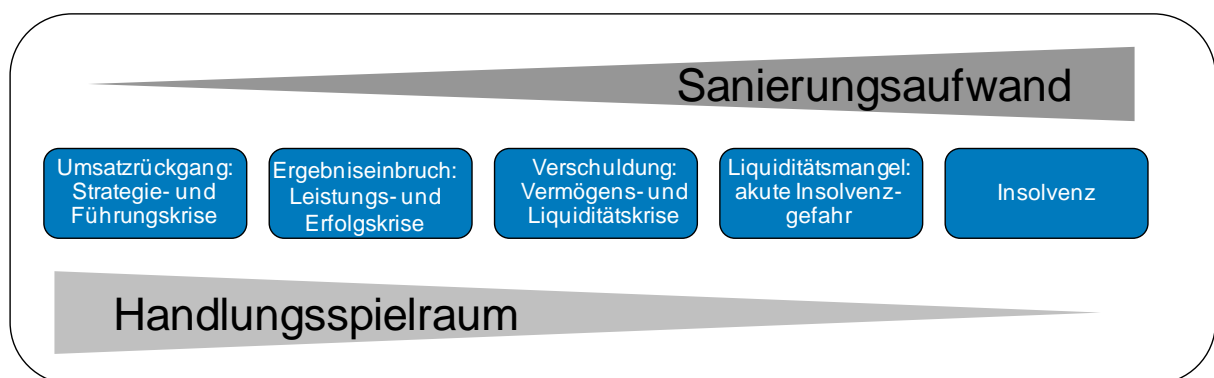 Sanierungsaufwand
Umsatzrückgang:
Strategie- und
Führungskrise
Ergebniseinbruch:
Leistungs- und
Erfolgskrise
Verschuldung:
Vermögens- und
Liquiditätskrise
Liquiditätsmangel:
akute Insolvenz-
gefahr
Insolvenz
Handlungsspielraum